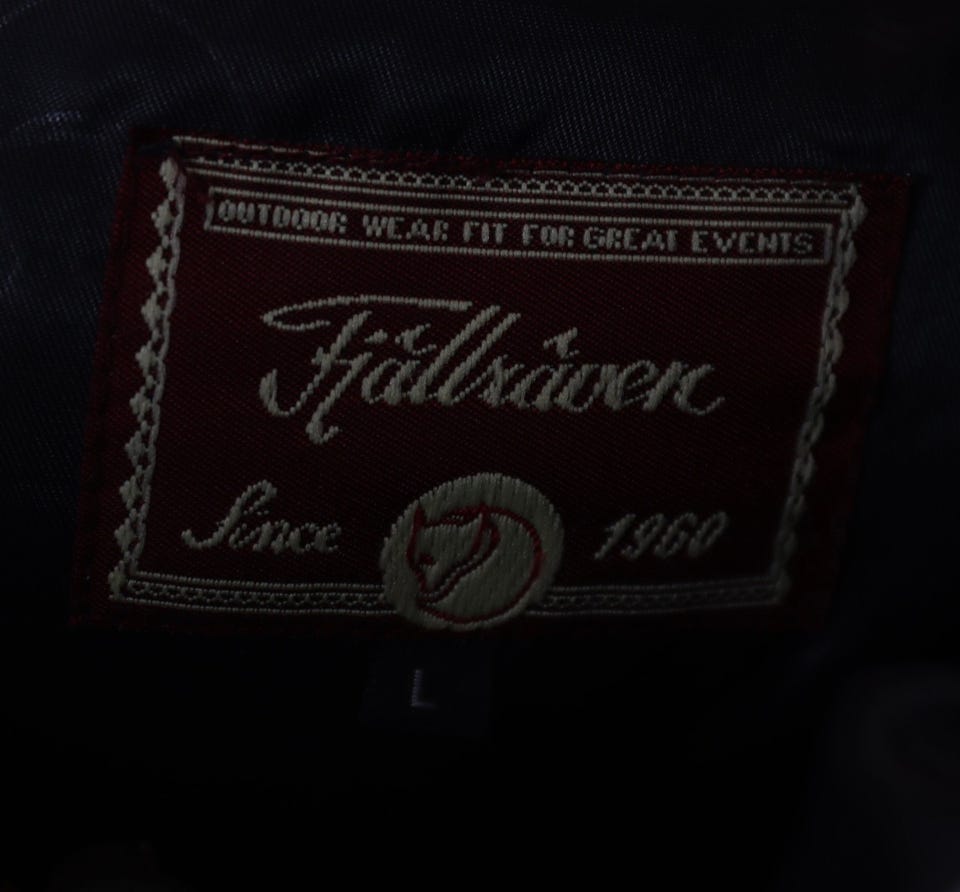 OUTDOOR WEAR FIT FOR GREAT EVENTS
Fjällräven
Since 1960
L